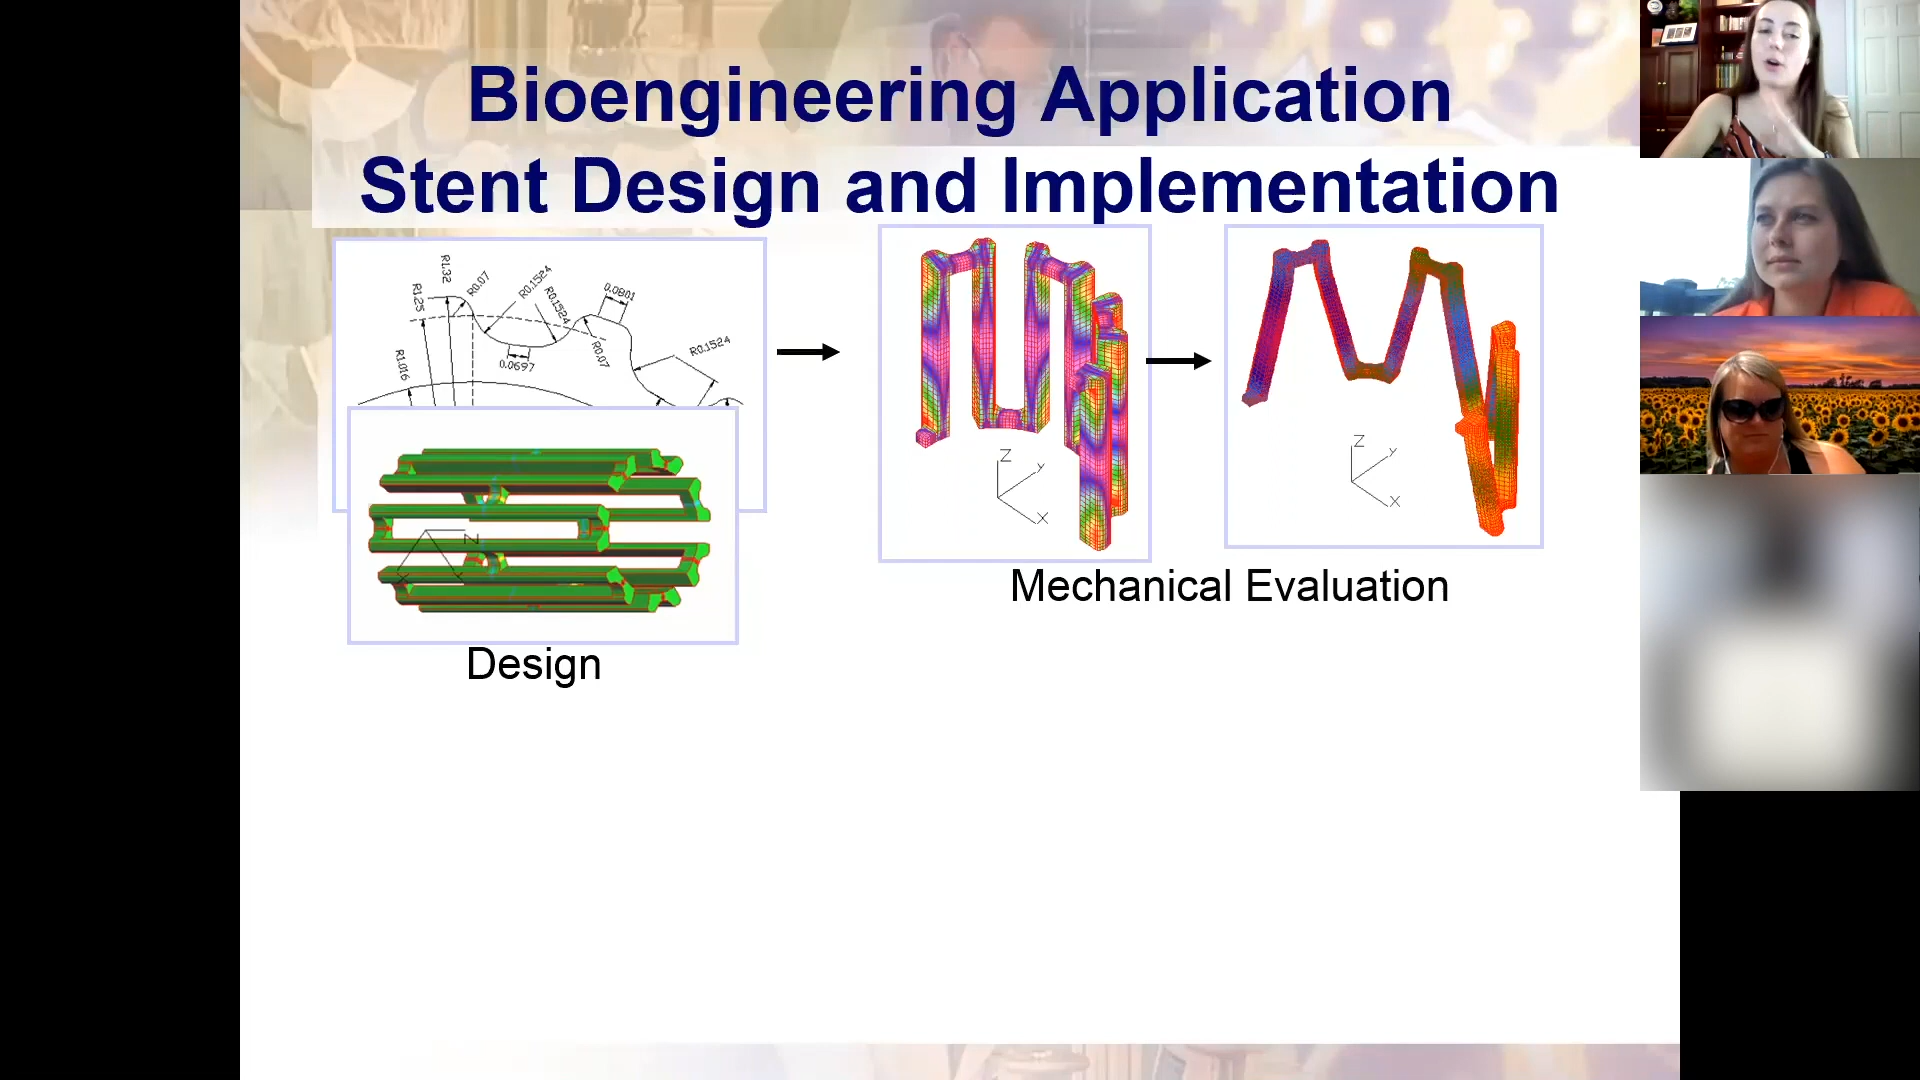 Bioengineering Application
Stent Design and Implementation
R1.32
R0.07
R0.1524
R0.1524
0.0801
R1.25
R0.07
R0.1524
0.0697
R1.016
Z
X
Y
Design
Z
Y
X
Z
Y
X
Mechanical Evaluation